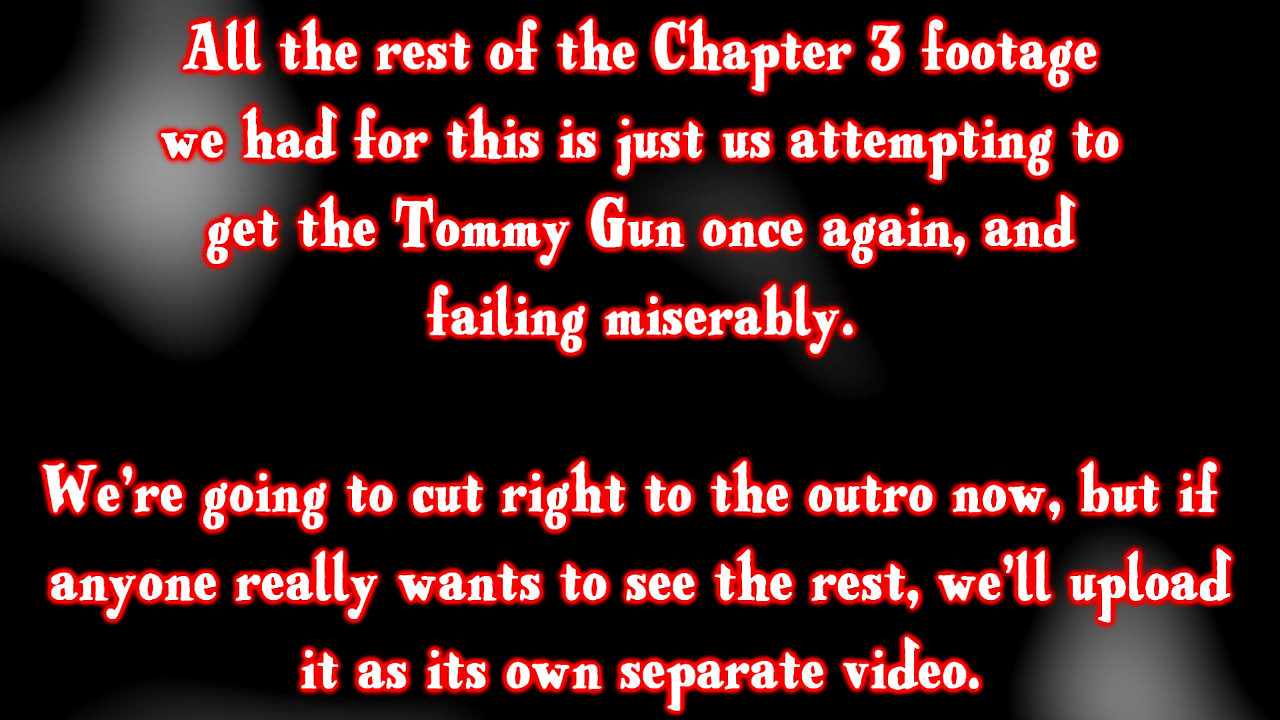 All the rest of the Chapter 3 footage
we had for this is just us attempting to
get the Tommy Gun once again, and
failing miserably.
We're going to cut right to the outro now, but if
anyone really wants to see the rest, we'll upload
it as its own separate video.